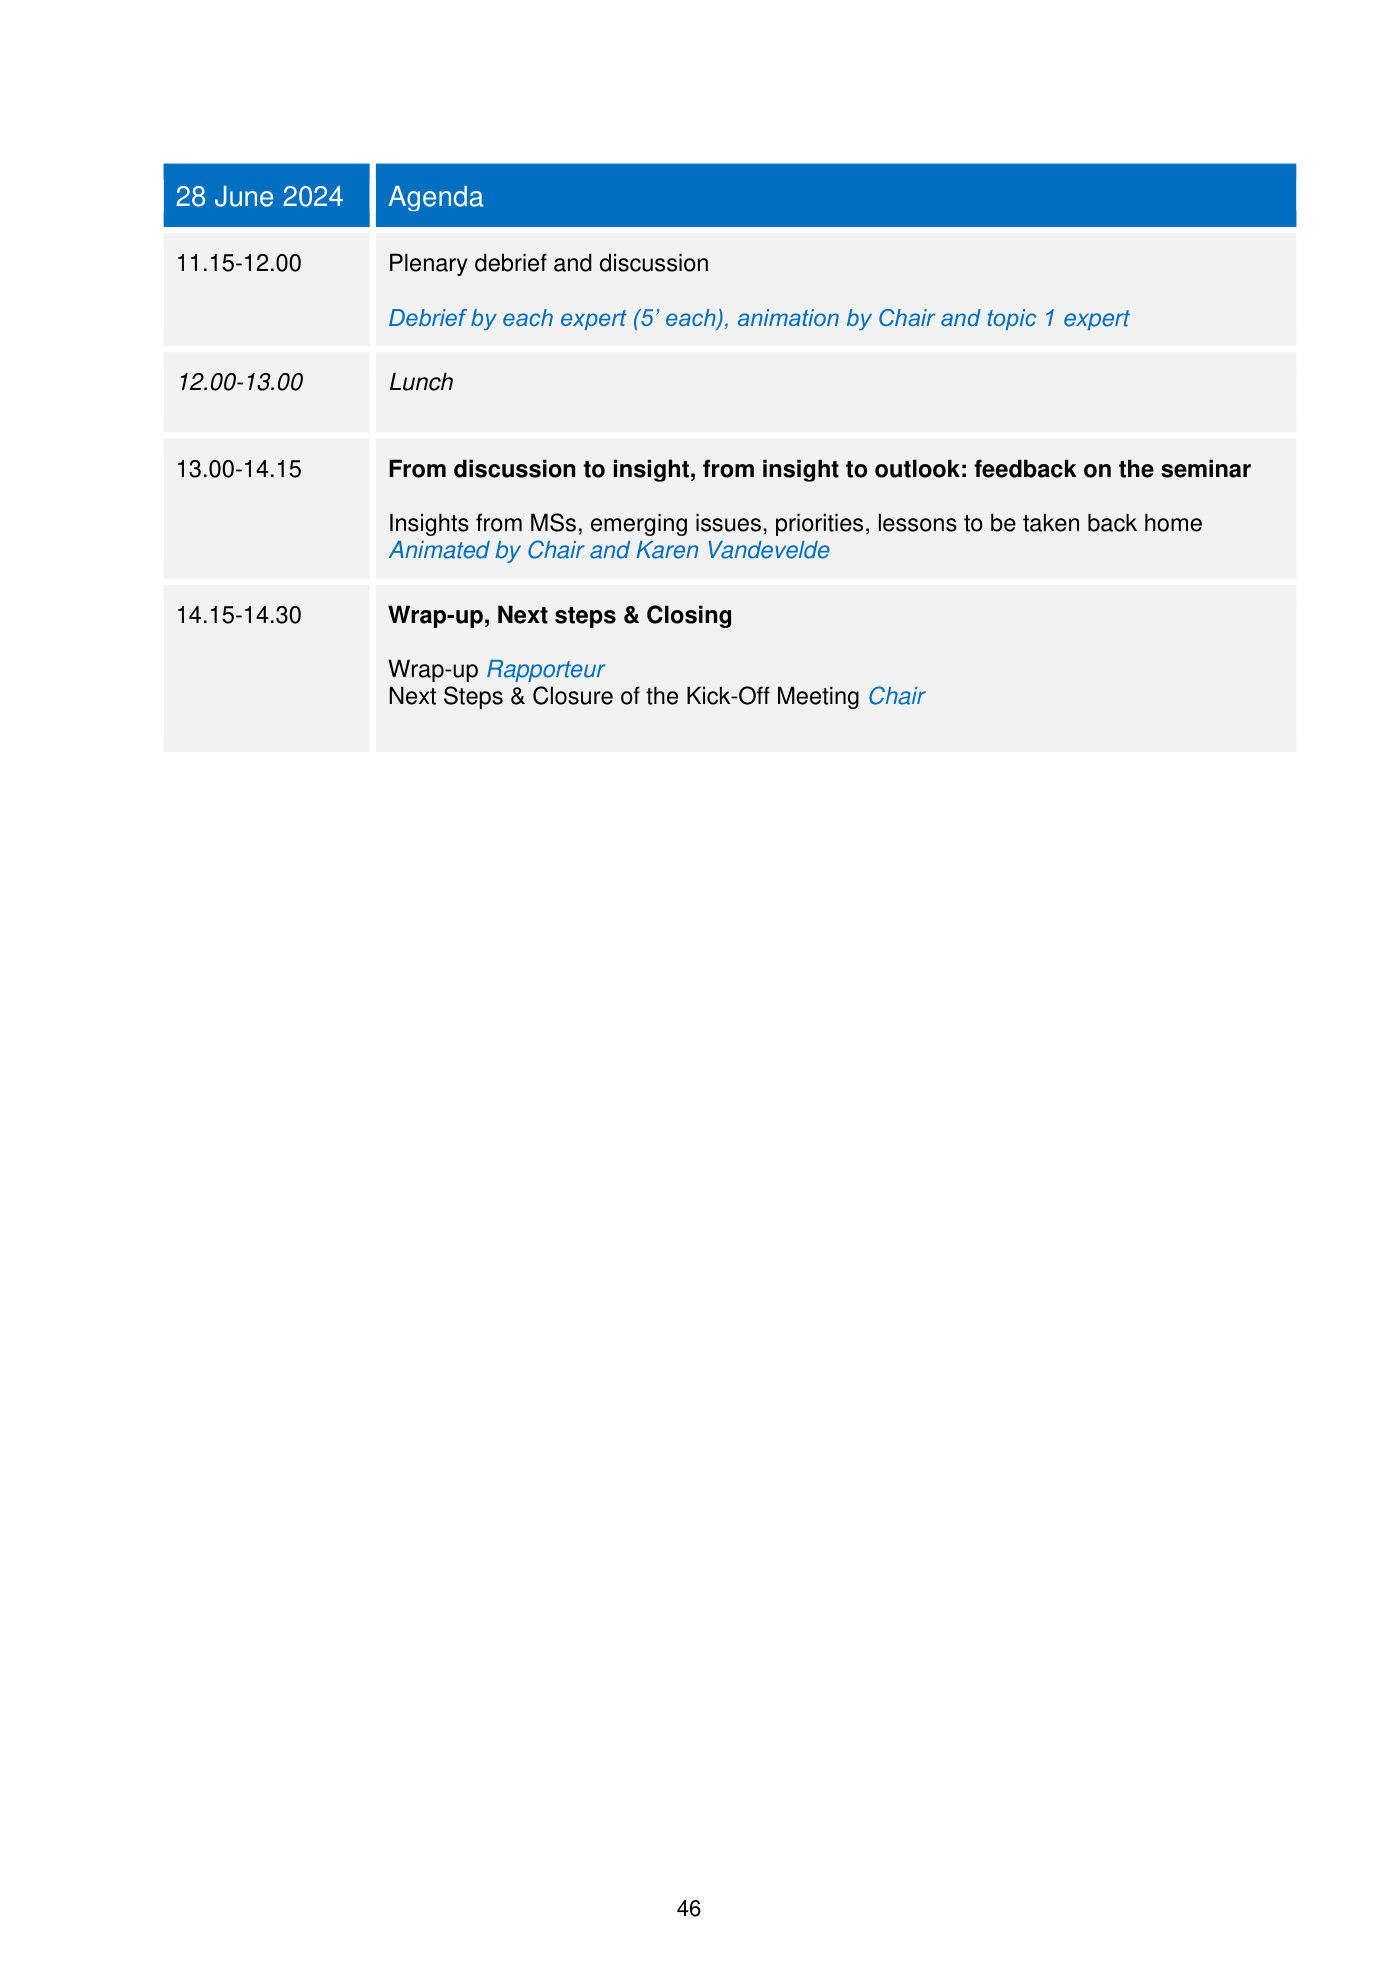 28 June 2024
Agenda
11.15-12.00
Plenary debrief and discussion
Debrief by each expert (5’ each), animation by Chair and topic 1 expert
12.00-13.00
Lunch
13.00-14.15
From discussion to insight, from insight to outlook: feedback on the seminar
Insights from MSs, emerging issues, priorities, lessons to be taken back home
Animated by Chair and Karen Vandevelde
14.15-14.30
Wrap-up, Next steps & Closing
Wrap-up Rapporteur
Next Steps & Closure of the Kick-Off Meeting Chair
46